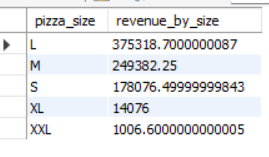 pizza_size revenue_by_size
L 375318.7000000087
M 249382.25
S 178076.49999999843
XL 14076
XXL 1006.6000000000005